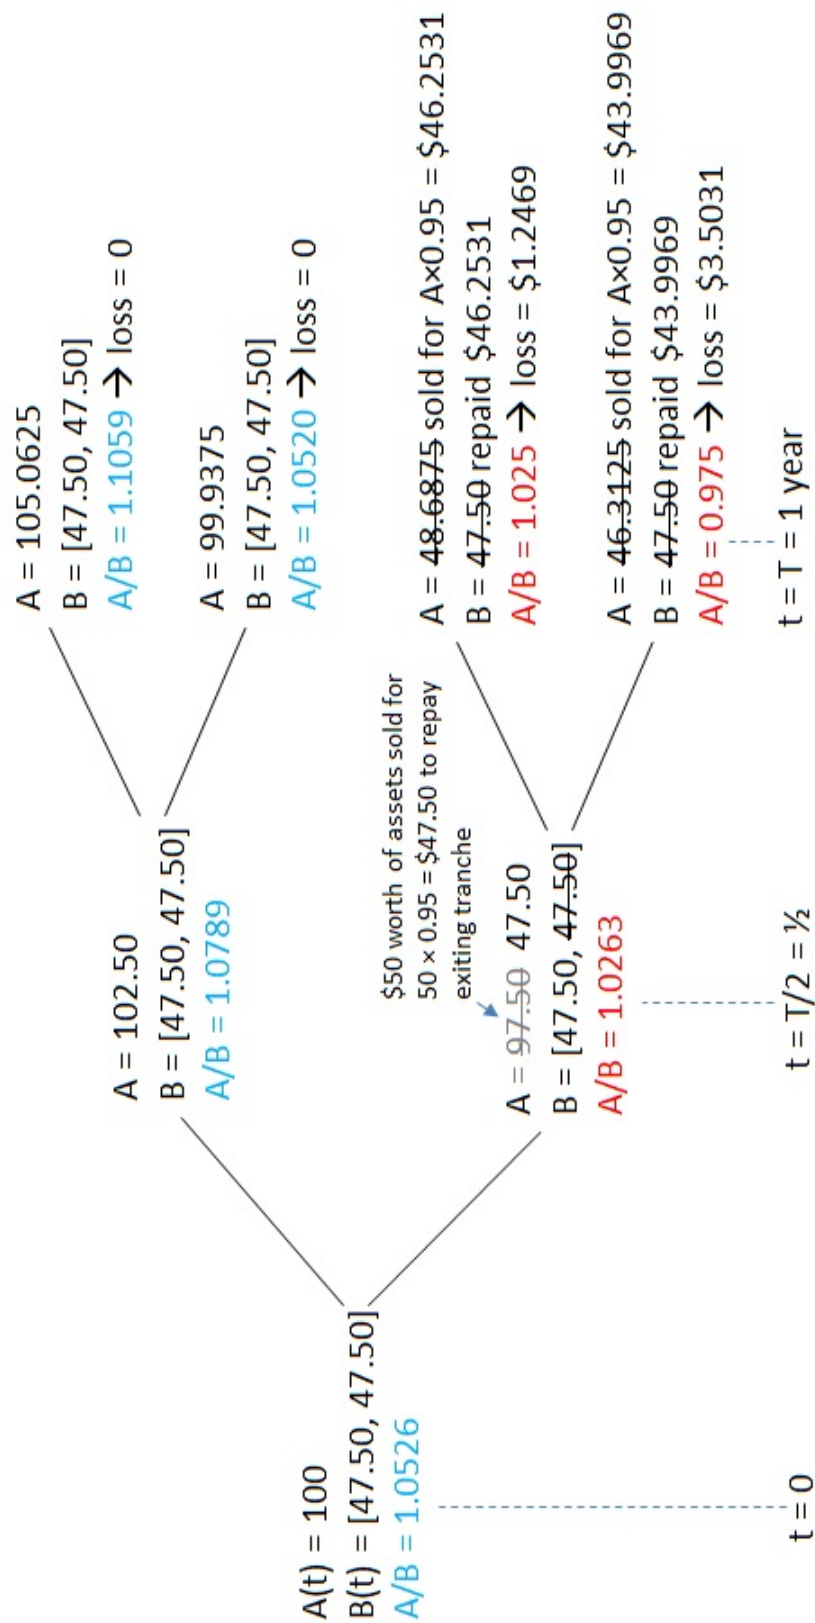 A(t) = 100
B(t) = [47.50, 47.50]
A/B = 1.0526
A = 102.50
B = [47.50, 47.50]
A/B = 1.0789
$50 worth of assets sold for
50 × 0.95 = $47.50 to repay
exiting tranche
A = 97.50 47.50
B = [47.50, 47.50]
A/B = 1.0263
A = 105.0625
B = [47.50, 47.50]
A/B = 1.1059 → loss = 0
A = 99.9375
B = [47.50, 47.50]
A/B = 1.0520 → loss = 0
A = 48.6875 sold for A×0.95 = $46.2531
B = 47.50 repaid $46.2531
A/B = 1.025 → loss = $1.2469
A = 46.3125 sold for A×0.95 = $43.9969
B = 47.50 repaid $43.9969
A/B = 0.975 → loss = $3.5031
t = 0
t = T/2 = ½
t = T = 1 year